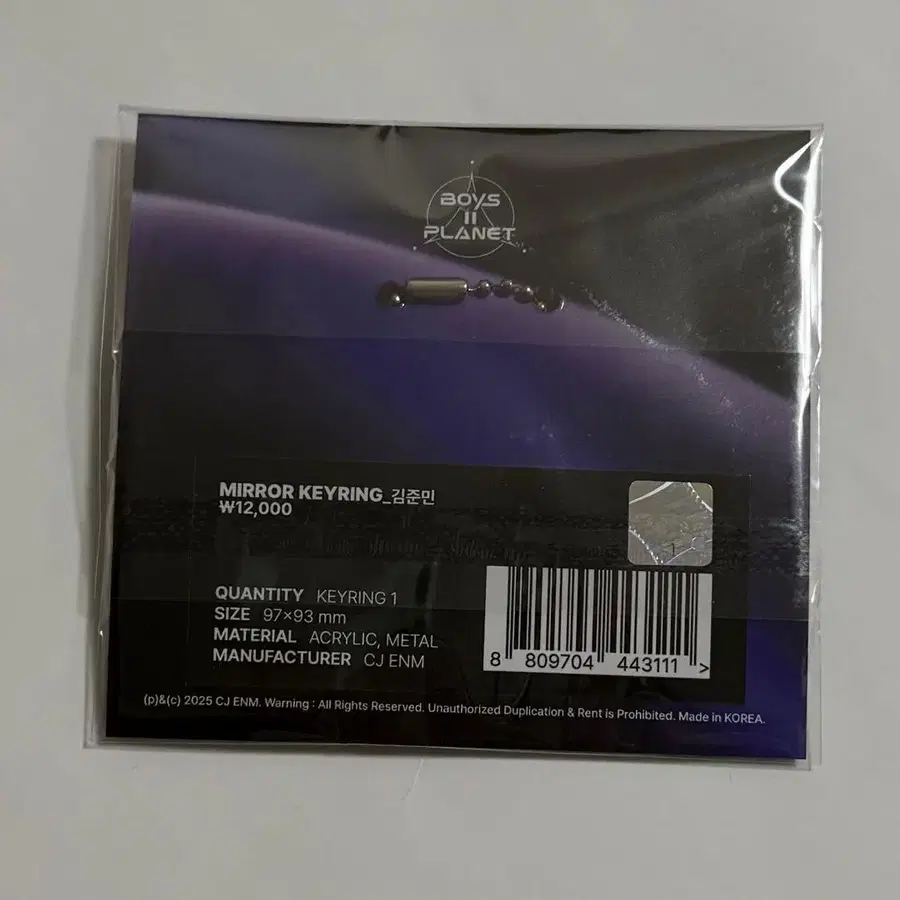 BOYS
II
PLANET
MIRROR KEYRING_김준민
₩12,000
QUANTITY KEYRING 1
SIZE 97×93 mm
MATERIAL ACRYLIC, METAL
MANUFACTURER CJ ENM
8 809704 443111 >
(p)&(c) 2025 CJ ENM. Warning : All Rights Reserved. Unauthorized Duplication & Rent is Prohibited. Made in KOREA.